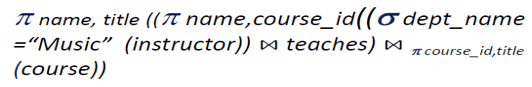 π name, title ((π name,course_id((σ dept_name
=“Music” (instructor)) ⋈ teaches) ⋈ π course_id,title
(course))